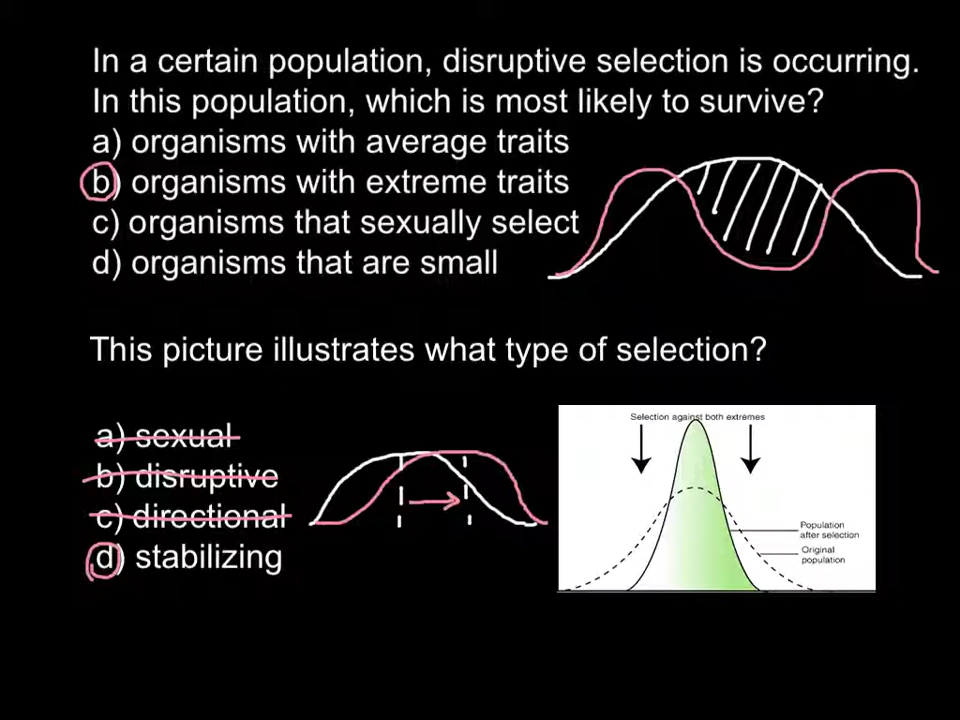 In a certain population, disruptive selection is occurring.
In this population, which is most likely to survive?
a) organisms with average traits
b) organisms with extreme traits
c) organisms that sexually select
d) organisms that are small
This picture illustrates what type of selection?
a) sexual
b) disruptive
c) directional
d) stabilizing
Selection against both extremes
Population
after selection
Original
population